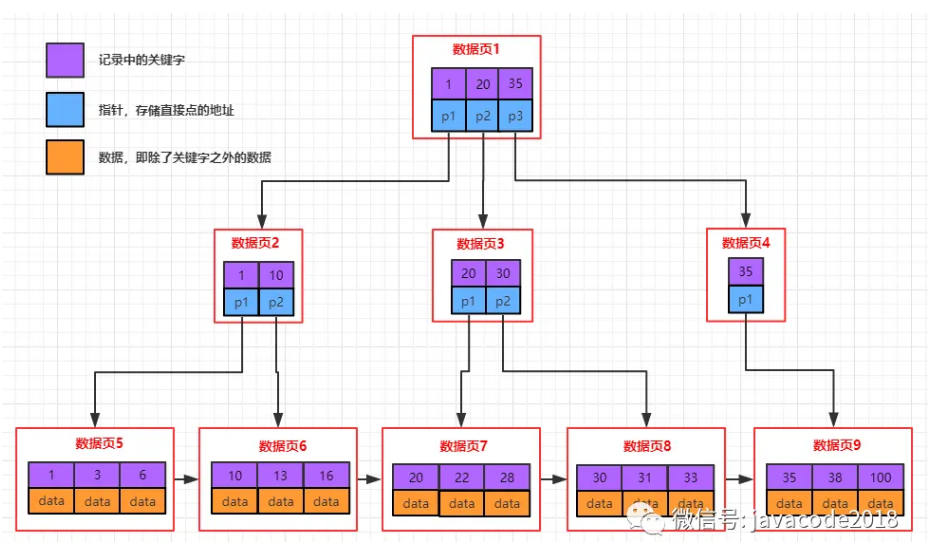 记录中的关键字
指针，存储直接点的地址
数据，即除了关键字之外的数据
数据页1
1 20 35
p1 p2 p3
数据页2
1 10
p1 p2
数据页3
20 30
p1 p2
数据页4
35
p1
数据页5
1 3 6
data data data
数据页6
10 13 16
data data data
数据页7
20 22 28
data data data
数据页8
30 31 33
data data data
数据页9
35 38 100
data data data
微信号: javacode2018